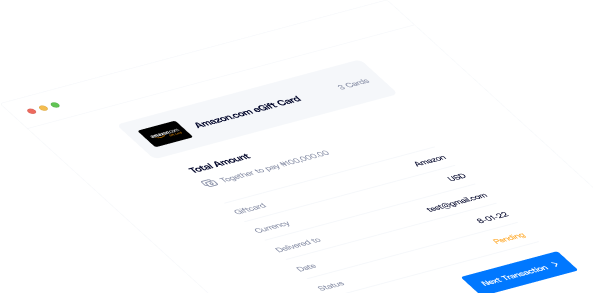 amazon.com
Amazon.com eGift Card
3 Cards
Total Amount
Together to pay ₦100,000.00
Giftcard Amazon
Currency USD
Delivered to test@gmail.com
Date 8-01-22
Status Pending
Next Transaction